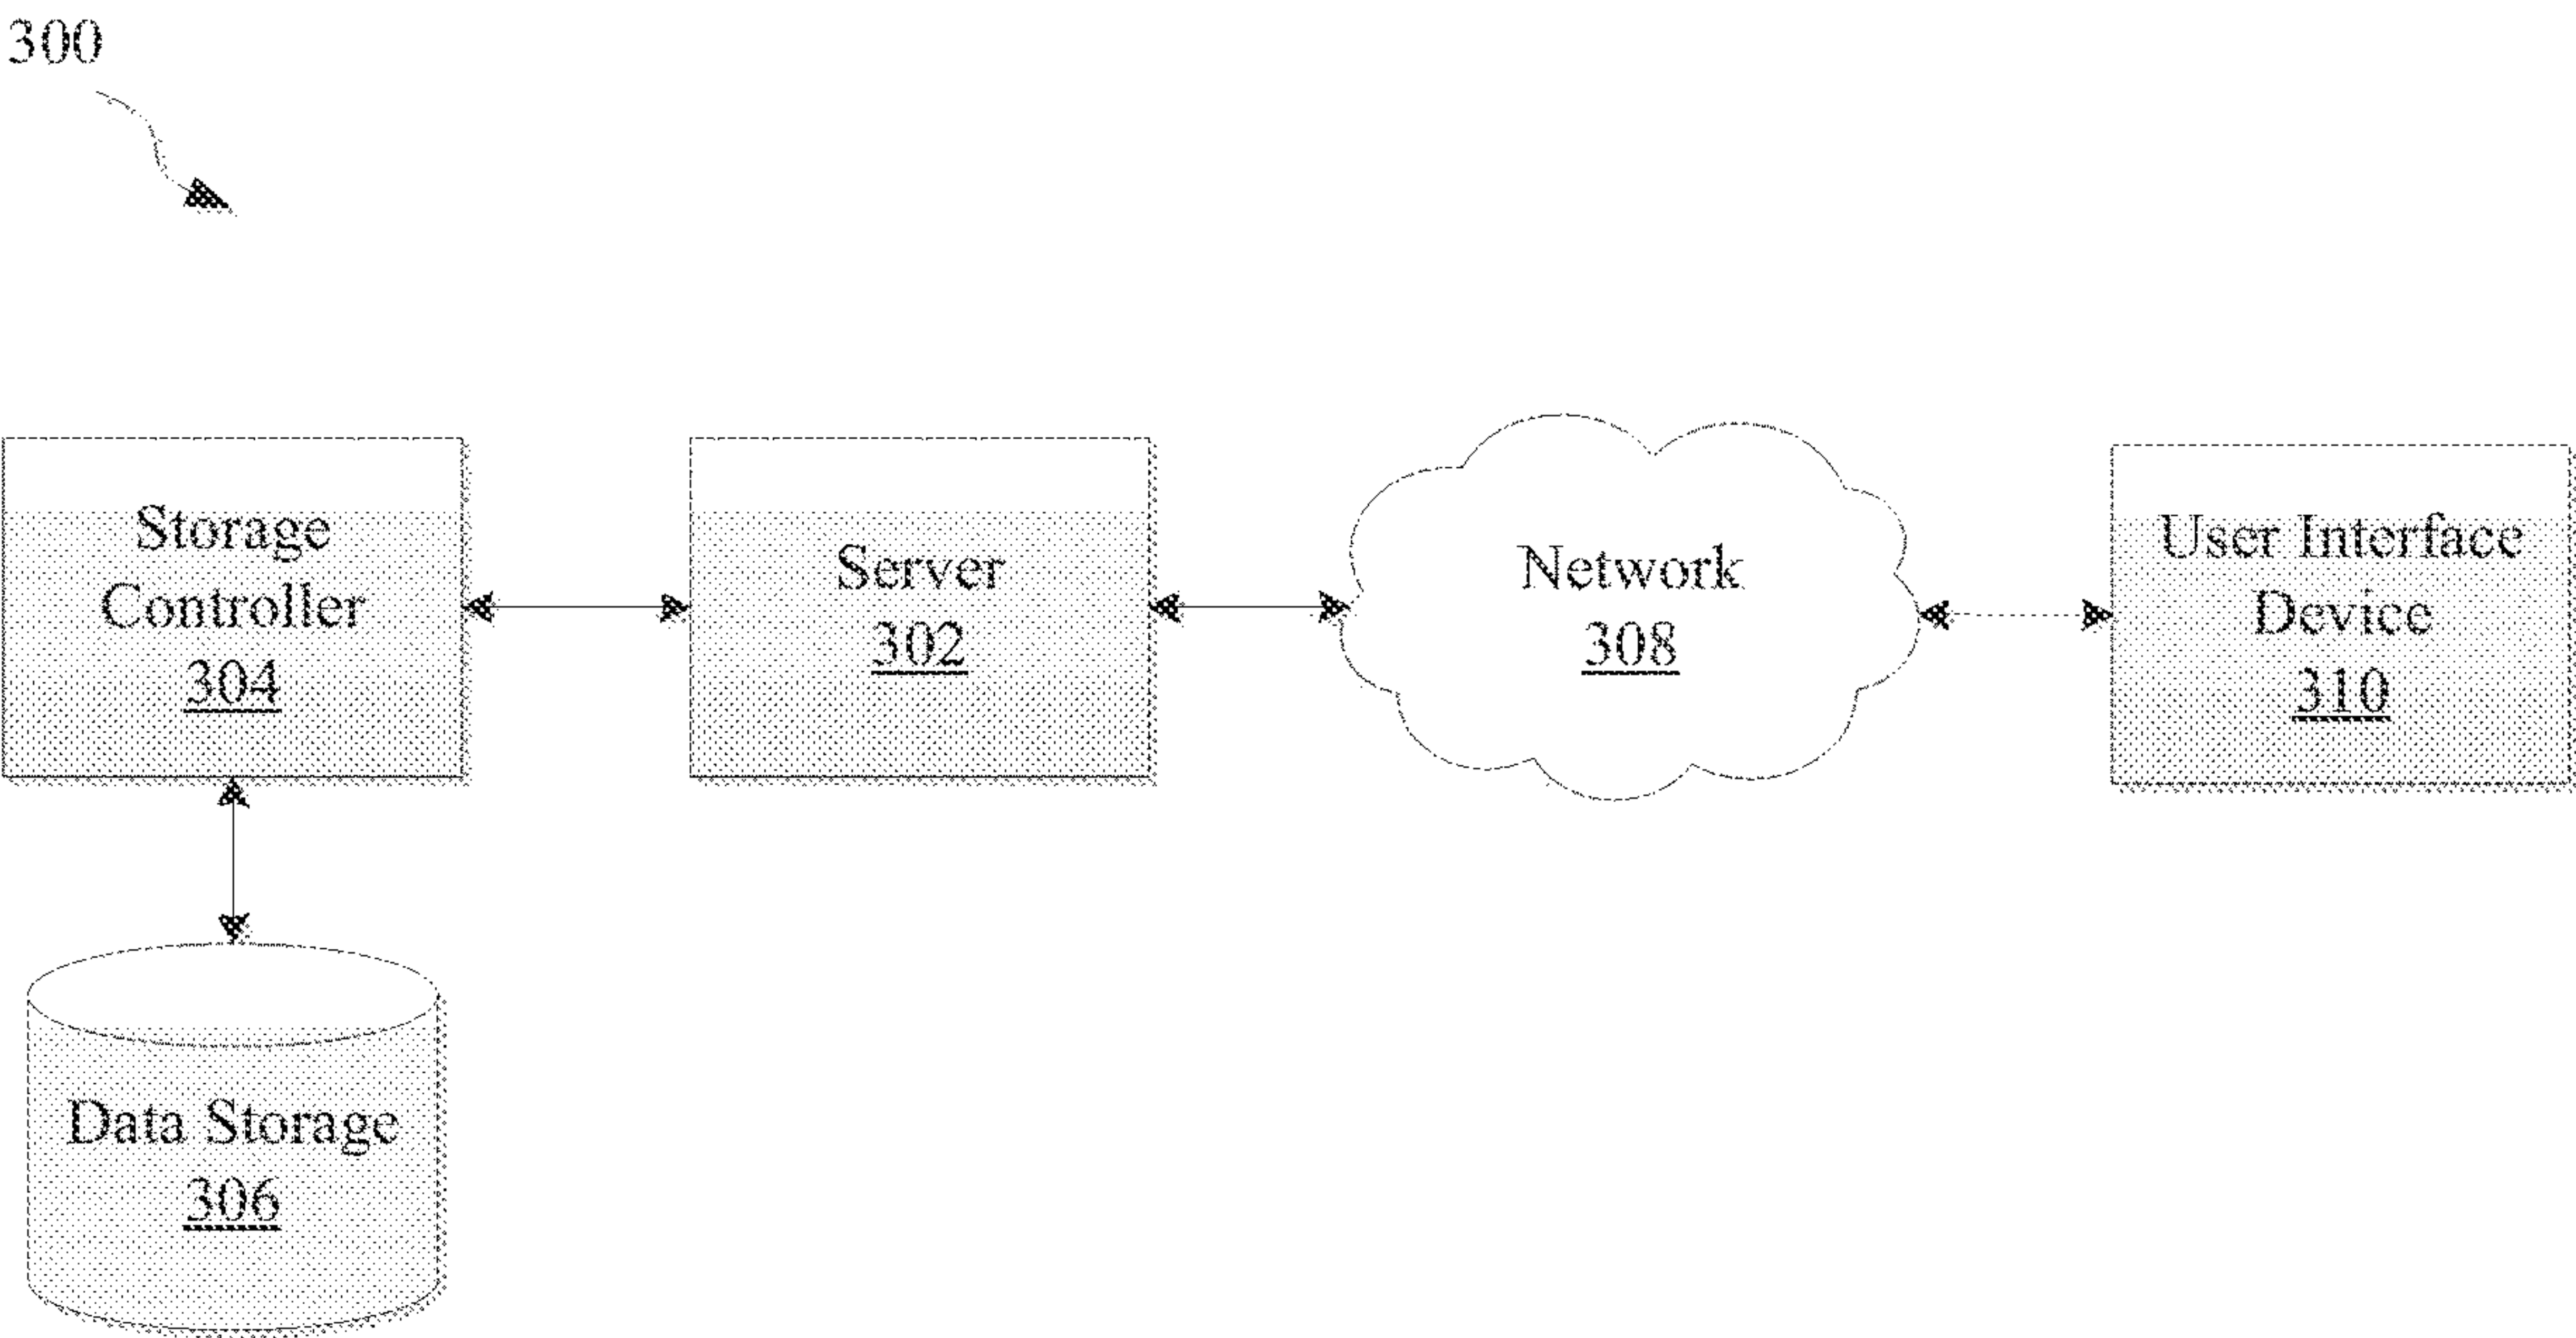 300
Storage
Controller
304
Server
302
Network
308
User Interface
Device
310
Data Storage
306